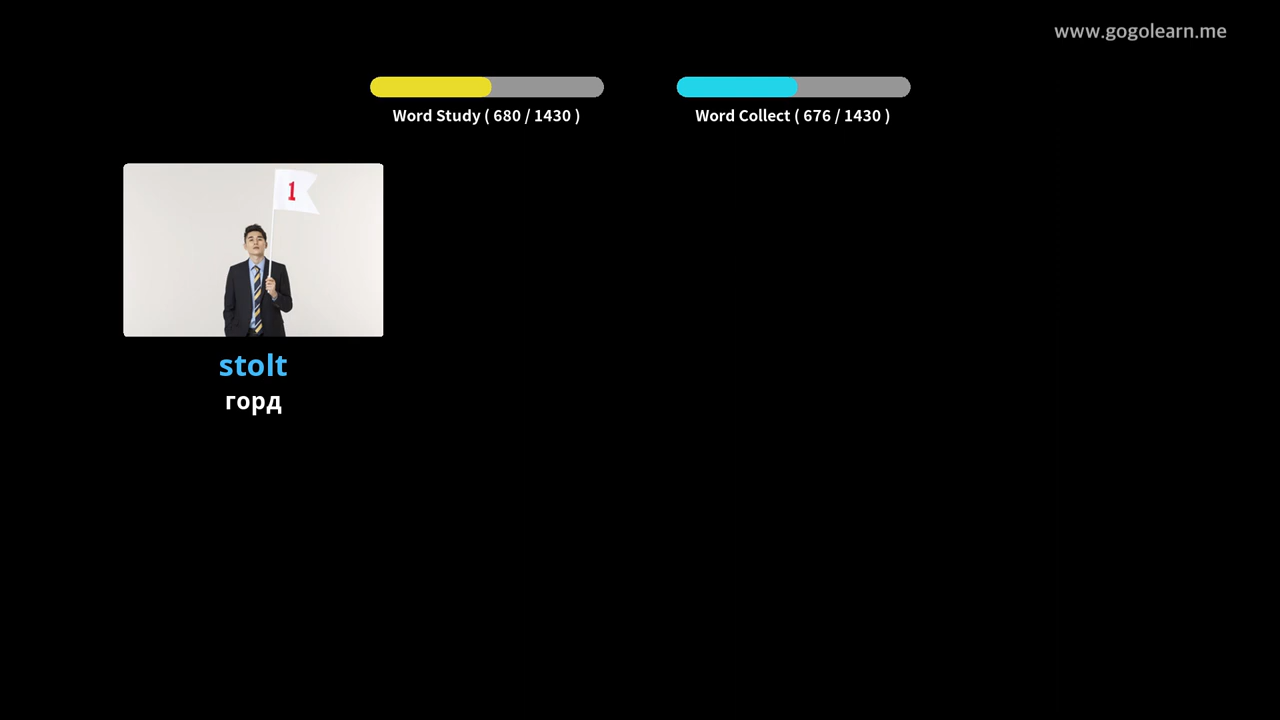 www.gogolearn.me
Word Study ( 680 / 1430 )
Word Collect ( 676 / 1430 )
1
stolt
горд